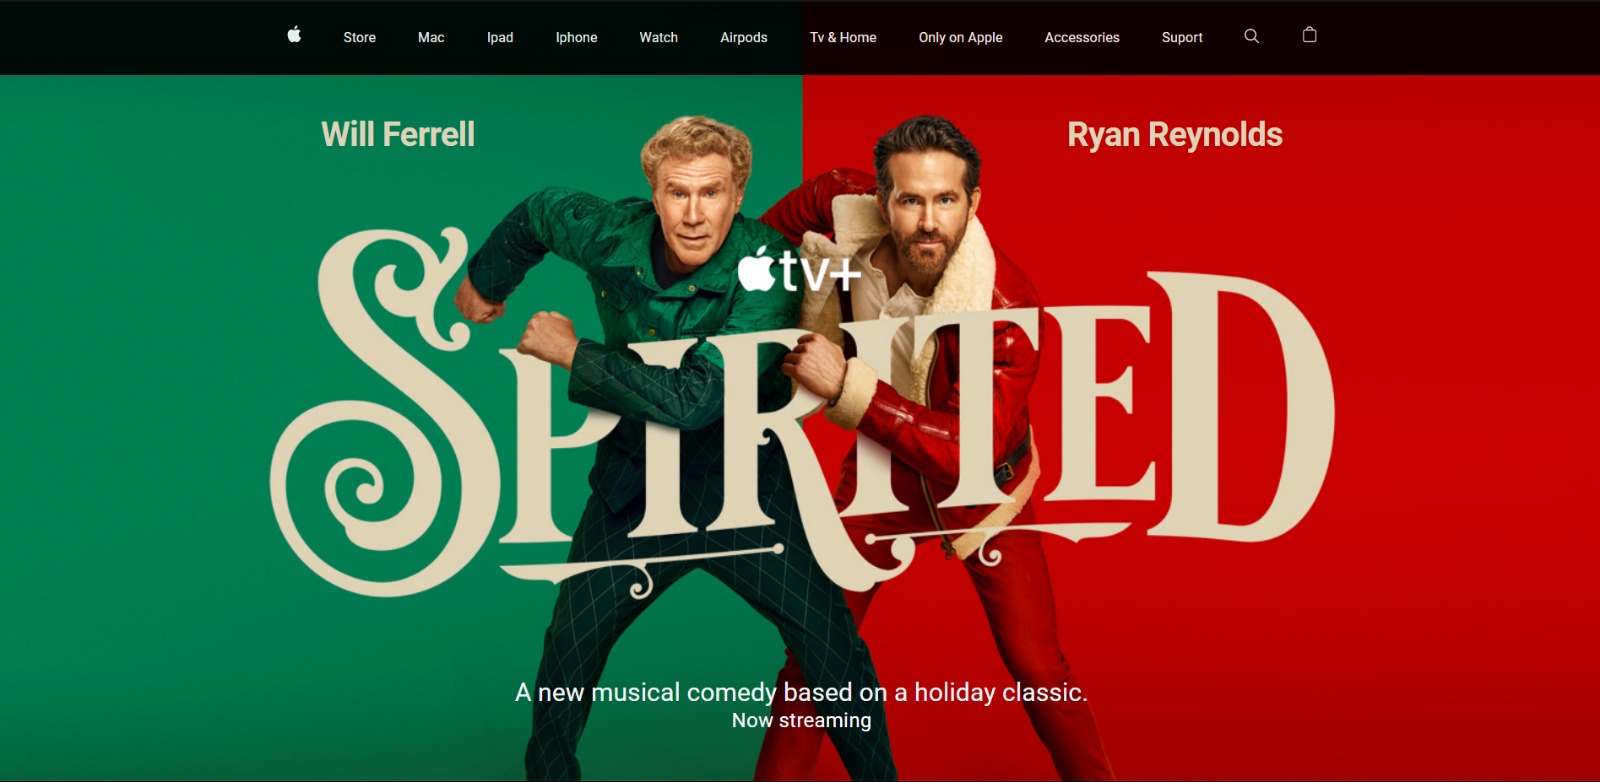 Store Mac Ipad Iphone Watch Airpods Tv & Home Only on Apple Accessories Suport
Will Ferrell Ryan Reynolds
tv+
SPIRITED
A new musical comedy based on a holiday classic.
Now streaming